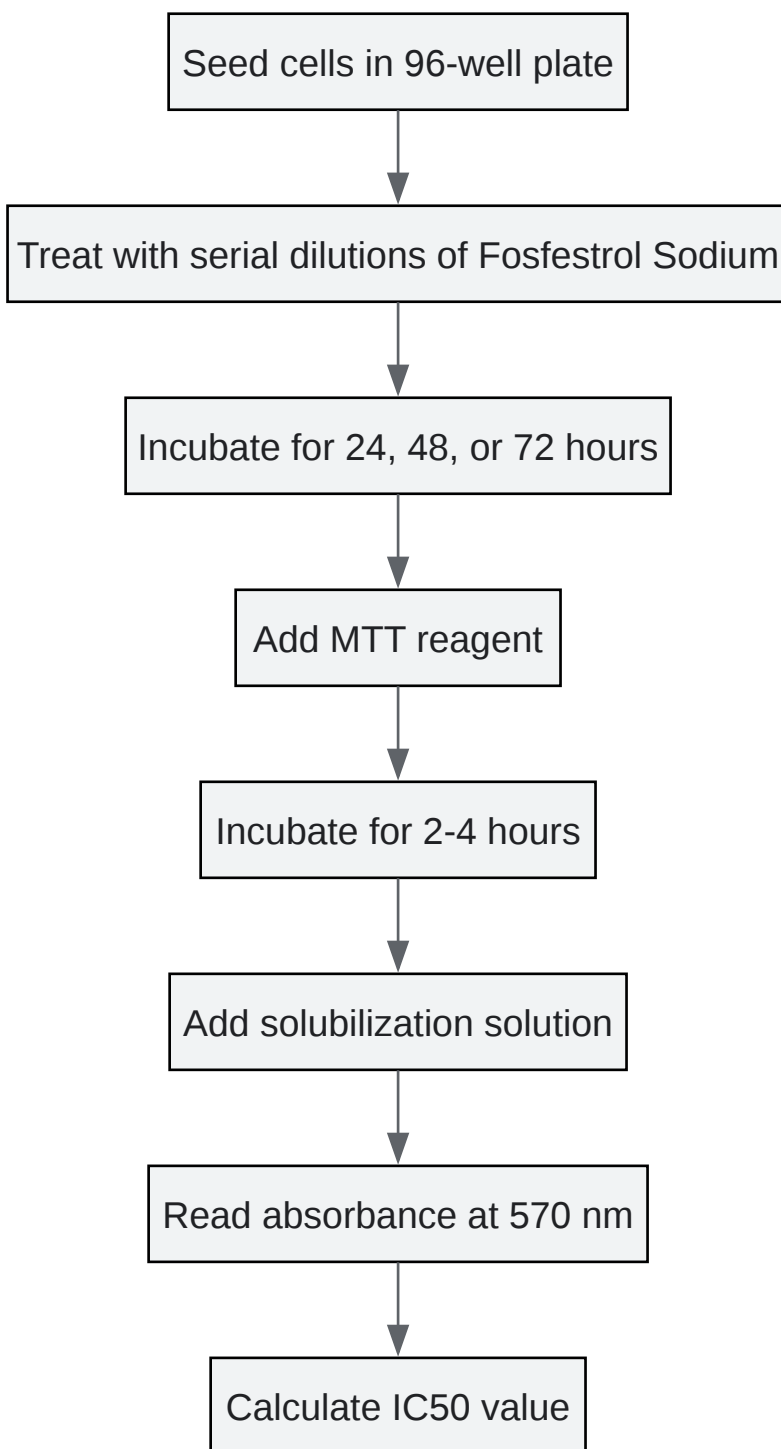 Seed cells in 96-well plate
Treat with serial dilutions of Fosfestrol Sodium
Incubate for 24, 48, or 72 hours
Add MTT reagent
Incubate for 2-4 hours
Add solubilization solution
Read absorbance at 570 nm
Calculate IC50 value